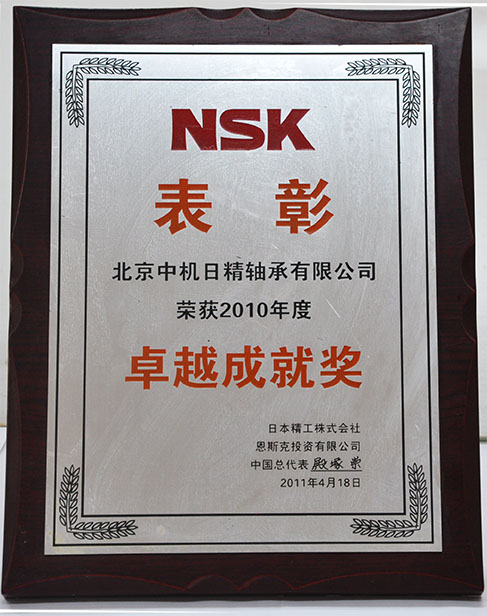 NSK
表 彰
北京中机日精轴承有限公司
荣获2010年度
卓越成就奖
日本精工株式会社
恩斯克投资有限公司
中国总代表 殿塚 崇
2011年4月18日